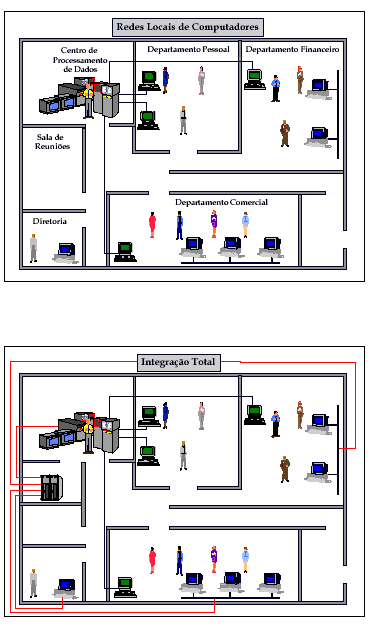 Redes Locais de Computadores
Centro de
Processamento
de Dados
Departamento Pessoal
Departamento Financeiro
Sala de
Reuniões
Departamento Comercial
Diretoria
Integração Total